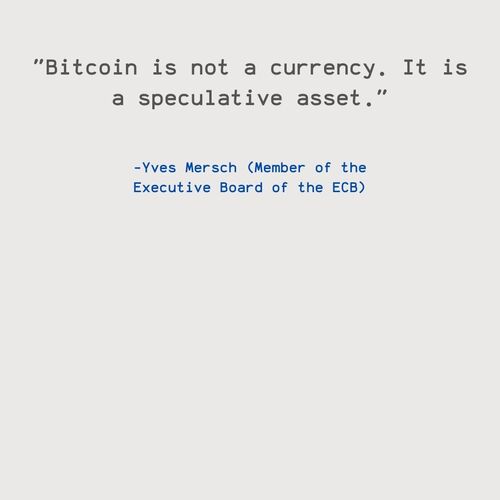 "Bitcoin is not a currency. It is
a speculative asset."
-Yves Mersch (Member of the
Executive Board of the ECB)